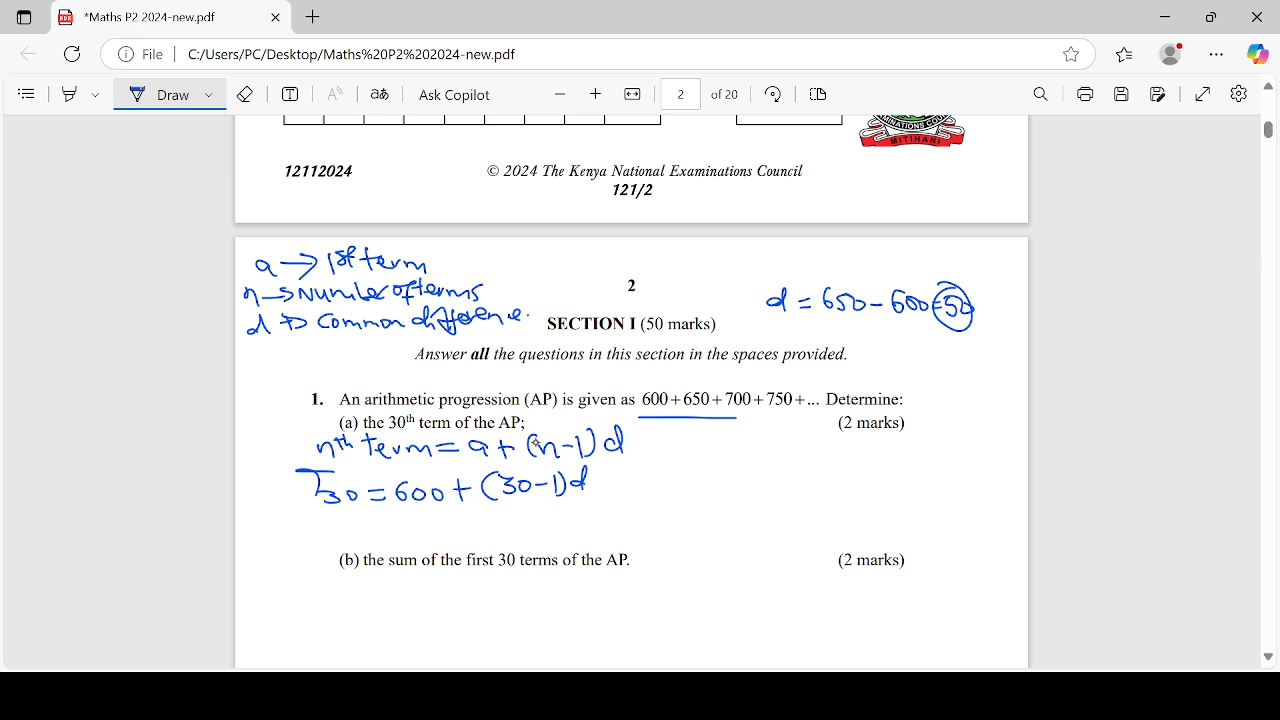 *Maths P2 2024-new.pdf
File C:/Users/PC/Desktop/Maths%20P2%202024-new.pdf
Draw Ask Copilot 2 of 20
MINATIONS COU
MITIHANI
12112024 © 2024 The Kenya National Examinations Council
121/2
a → 1st term
n → Number of terms
d → Common difference.
2
d = 650 - 600 = 50
SECTION I (50 marks)
Answer all the questions in this section in the spaces provided.
1. An arithmetic progression (AP) is given as 600+650+700+750+... Determine:
(a) the 30th term of the AP; (2 marks)
nth term = a + (n-1)d
T30 = 600 + (30-1)d
(b) the sum of the first 30 terms of the AP. (2 marks)